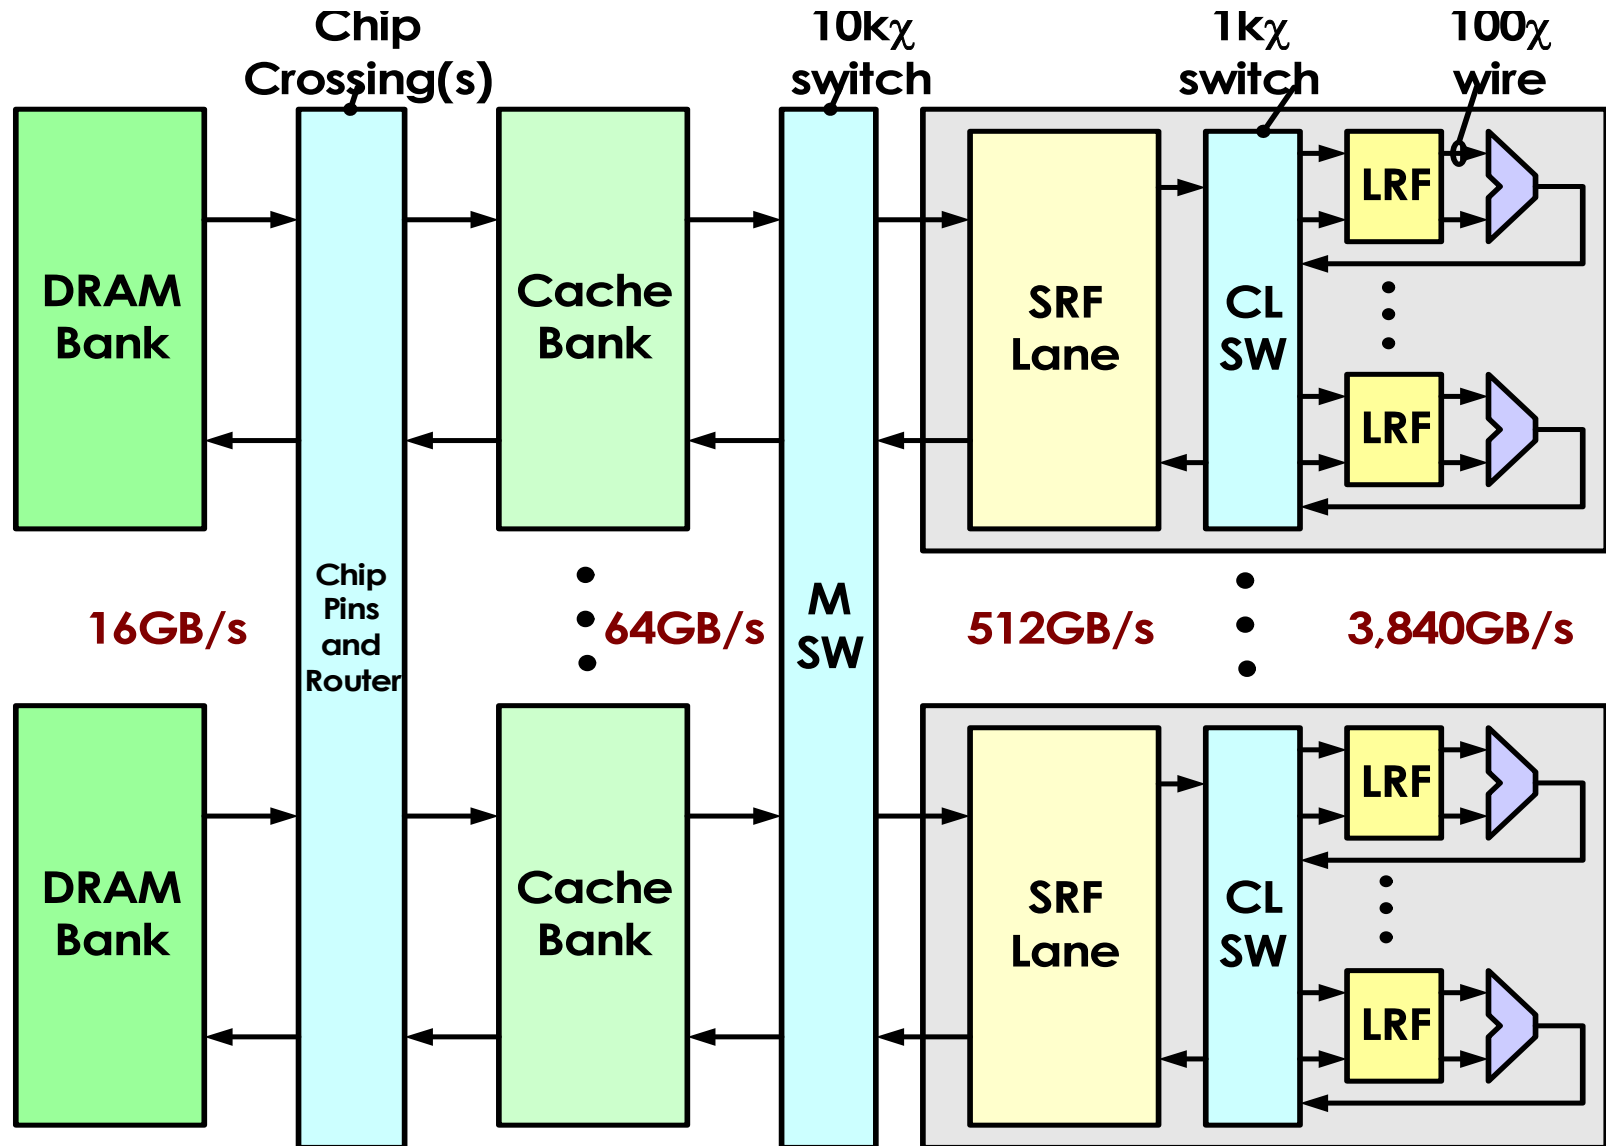 Chip
Crossing(s)
10kχ
switch
1kχ
switch
100χ
wire
DRAM
Bank
Cache
Bank
SRF
Lane
CL
SW
LRF
LRF
Chip
Pins
and
Router
M
SW
16GB/s
64GB/s
512GB/s
3,840GB/s
DRAM
Bank
Cache
Bank
SRF
Lane
CL
SW
LRF
LRF